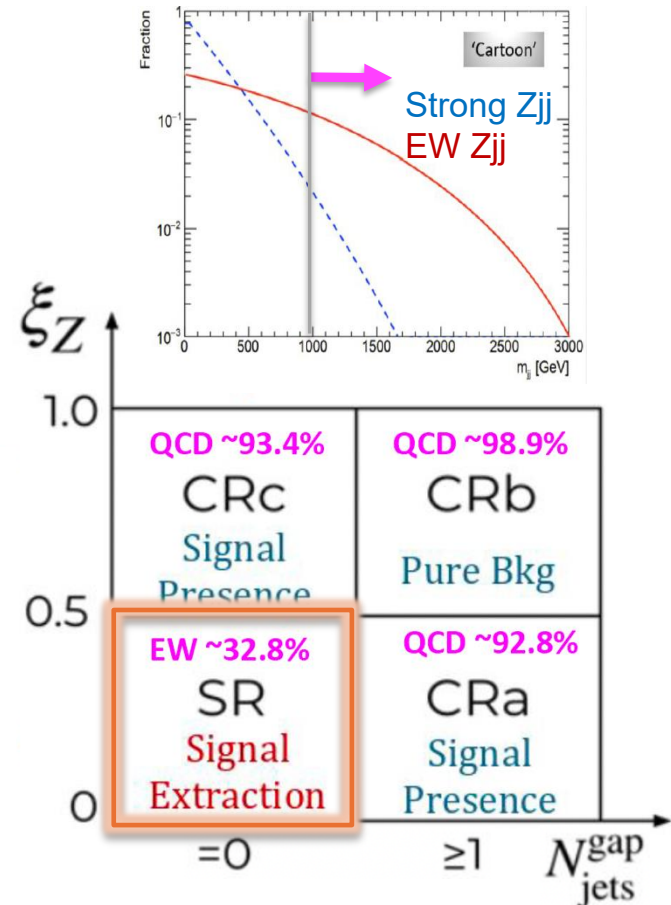 Fraction
1
10⁻¹
10⁻²
10⁻³
'Cartoon'
Strong Zjj
EW Zjj
0 500 1000 1500 2000 2500 3000
m_jj [GeV]
ξ_Z
1.0
QCD ~93.4%
CRc
Signal
Presence
QCD ~98.9%
CRb
Pure Bkg
0.5
EW ~32.8%
SR
Signal
Extraction
QCD ~92.8%
CRa
Signal
Presence
0
=0
≥1
N_jets^gap